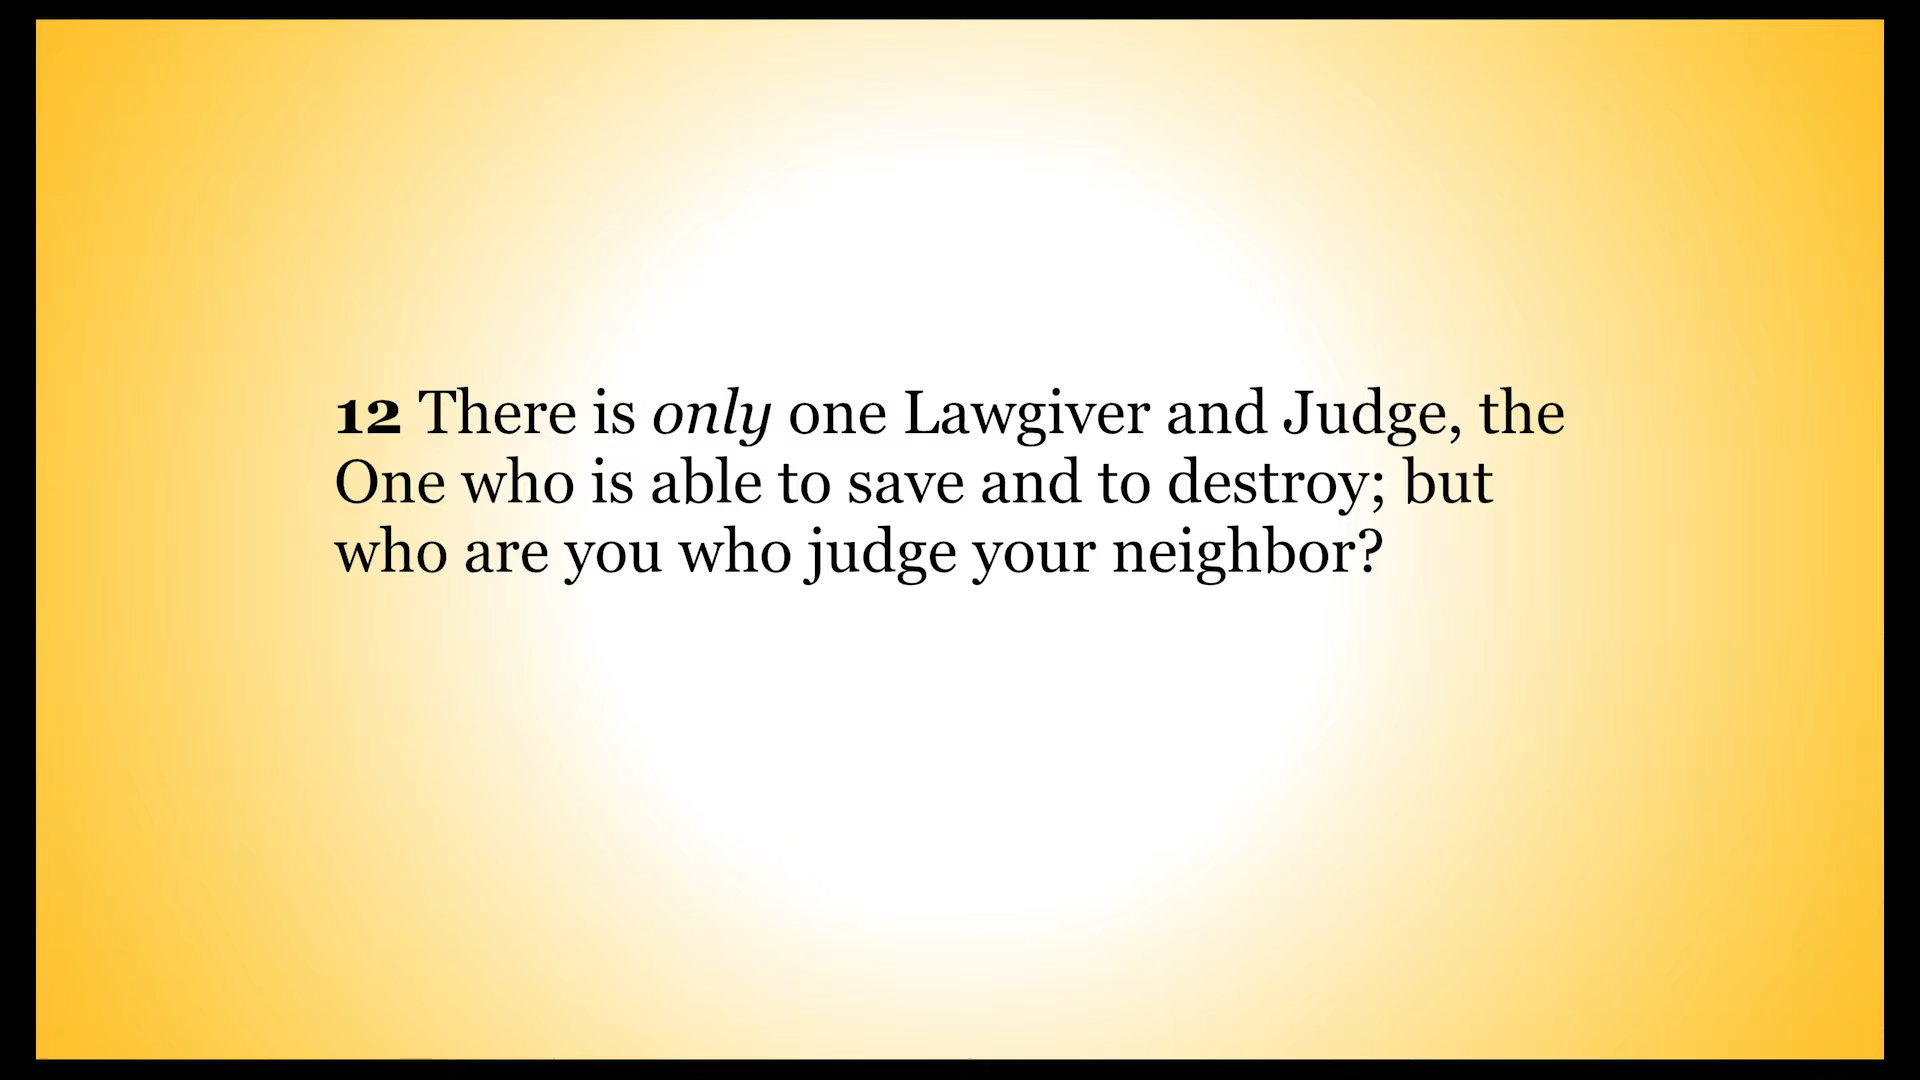 12 There is only one Lawgiver and Judge, the
One who is able to save and to destroy; but
who are you who judge your neighbor?